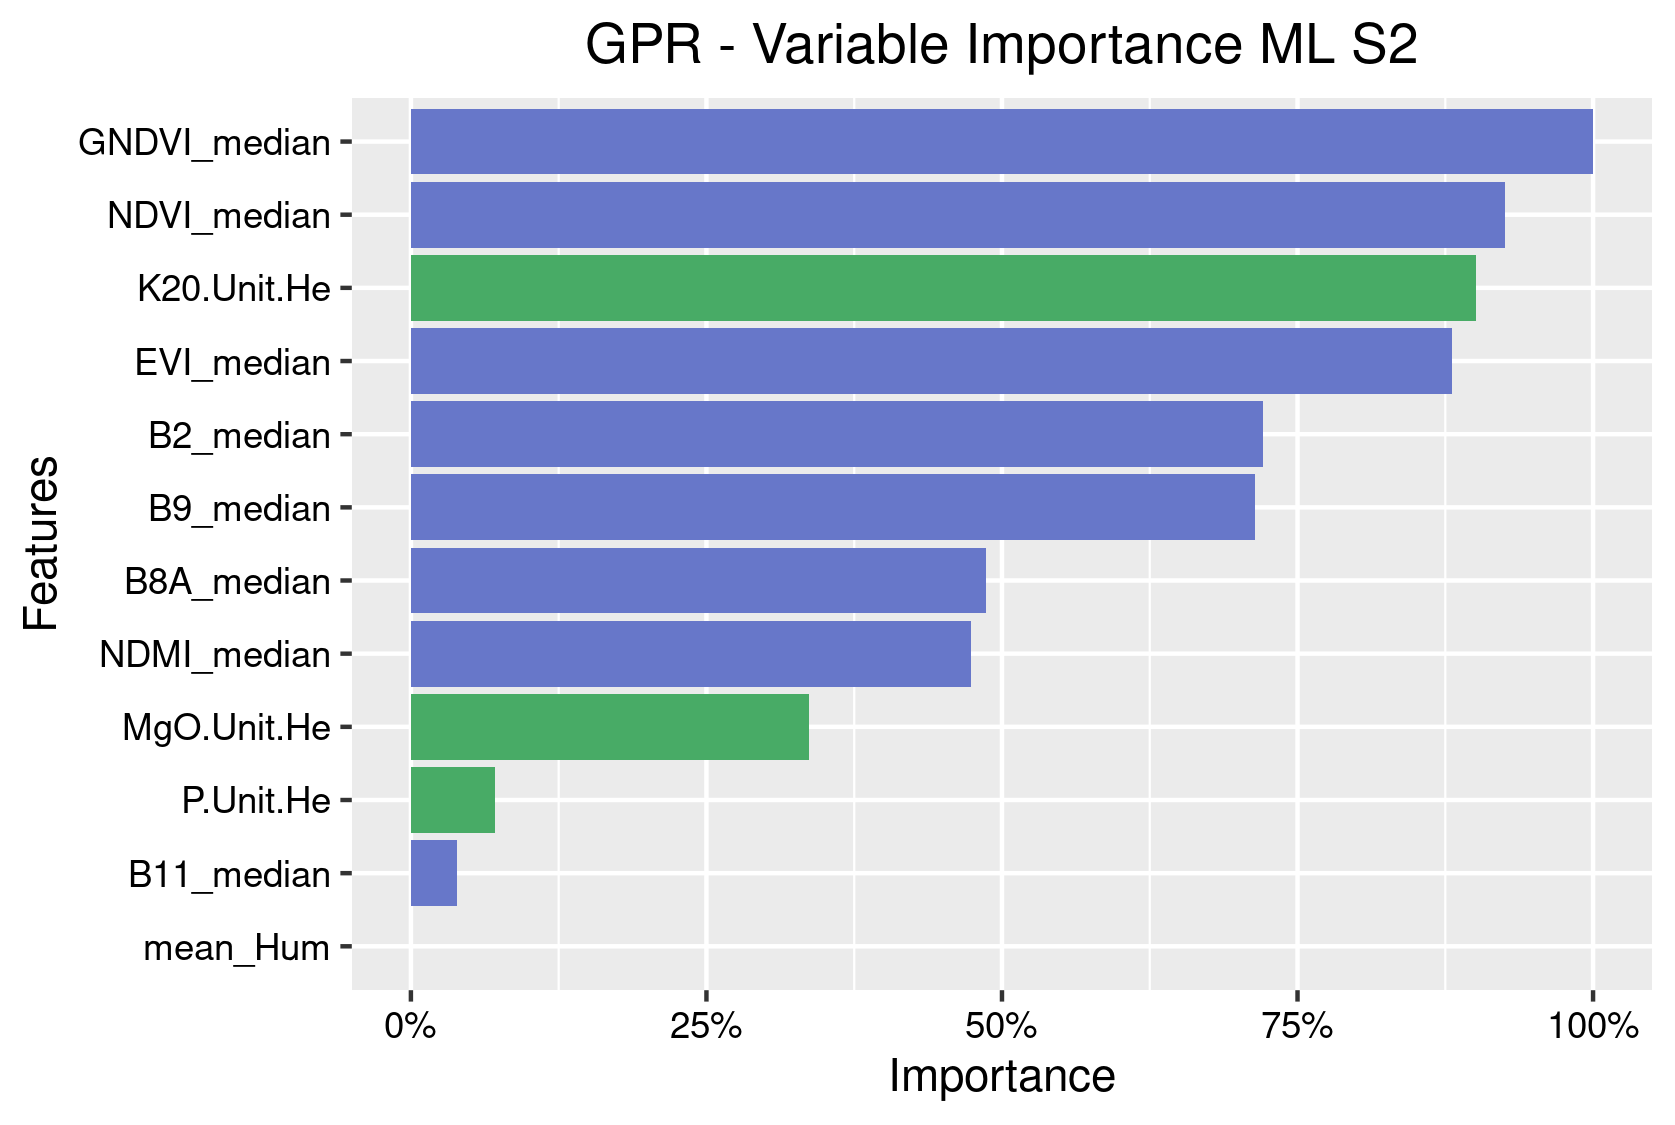 GPR - Variable Importance ML S2
GNDVI_median
NDVI_median
K20.Unit.He
EVI_median
B2_median
B9_median
B8A_median
NDMI_median
MgO.Unit.He
P.Unit.He
B11_median
mean_Hum
Features
0% 25% 50% 75% 100%
Importance